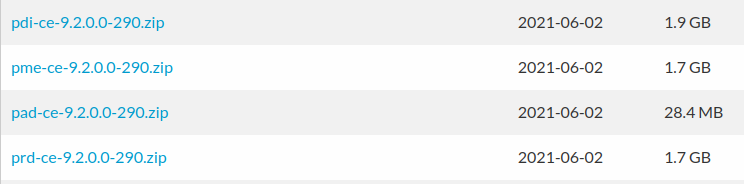 pdi-ce-9.2.0.0-290.zip 2021-06-02 1.9 GB
pme-ce-9.2.0.0-290.zip 2021-06-02 1.7 GB
pad-ce-9.2.0.0-290.zip 2021-06-02 28.4 MB
prd-ce-9.2.0.0-290.zip 2021-06-02 1.7 GB